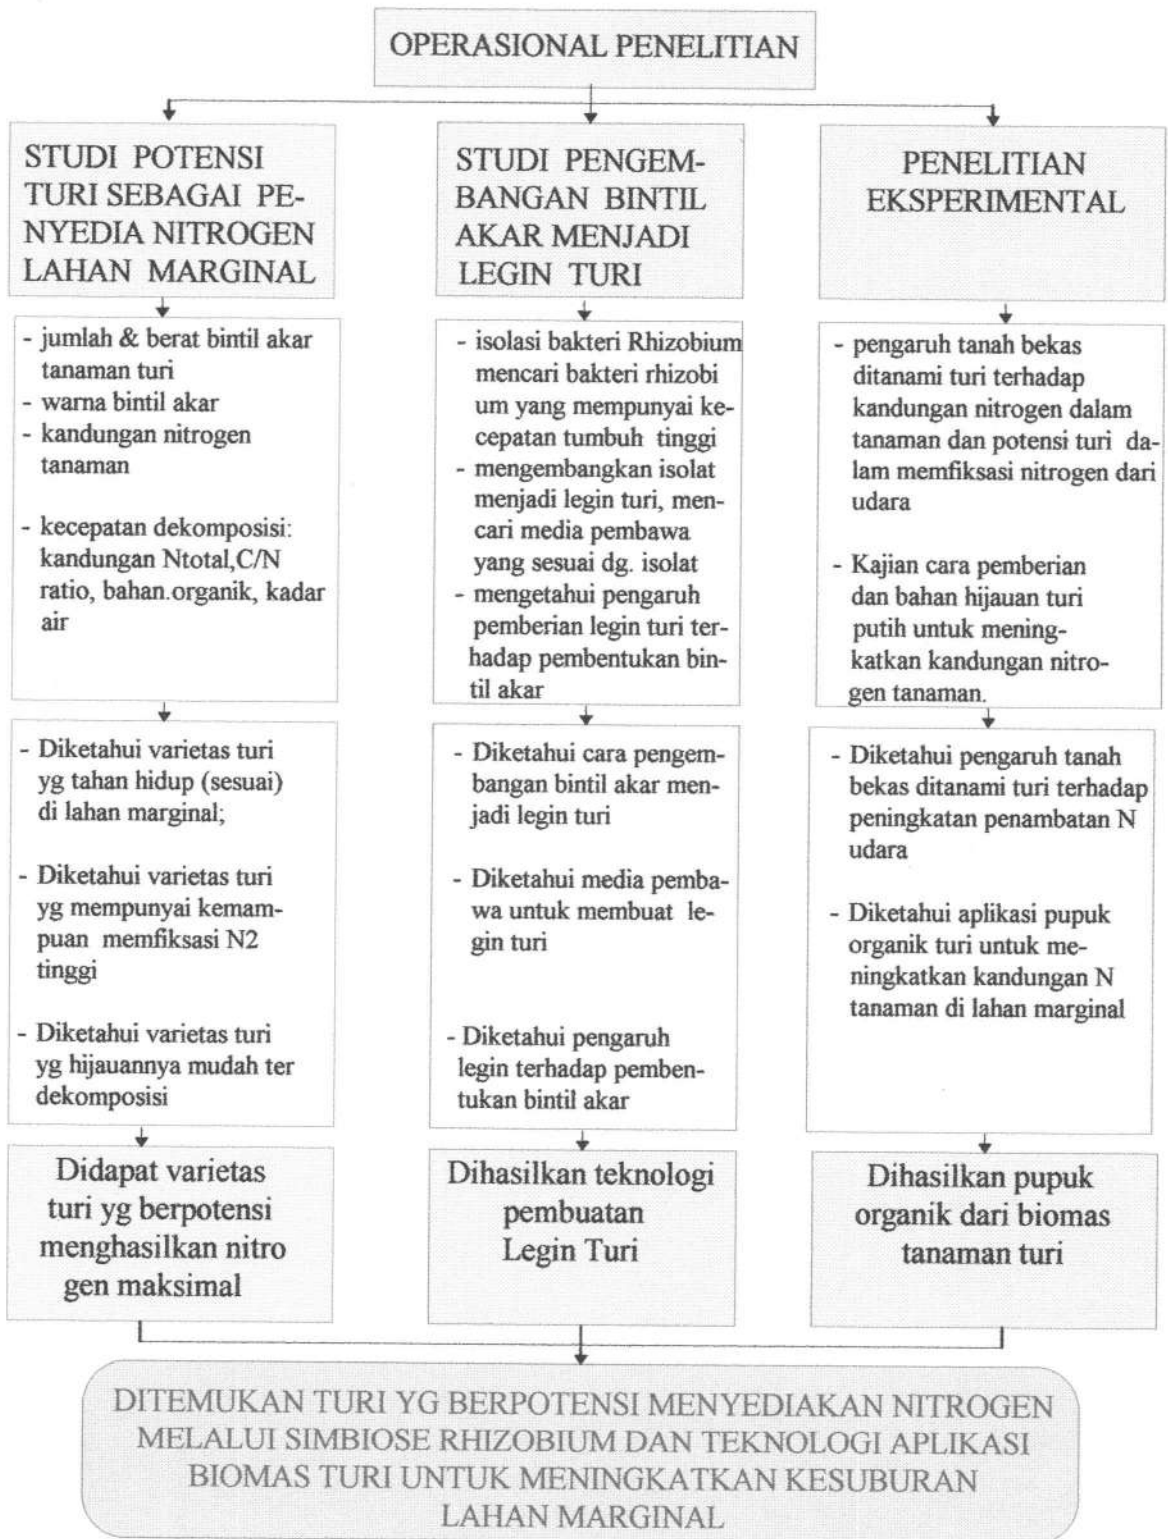 OPERASIONAL PENELITIAN
STUDI POTENSI
TURI SEBAGAI PE-
NYEDIA NITROGEN
LAHAN MARGINAL
STUDI PENGEM-
BANGAN BINTIL
AKAR MENJADI
LEGIN TURI
PENELITIAN
EKSPERIMENTAL
- jumlah & berat bintil akar
tanaman turi
- warna bintil akar
- kandungan nitrogen
tanaman
- kecepatan dekomposisi:
kandungan Ntotal,C/N
ratio, bahan.organik, kadar
air
- isolasi bakteri Rhizobium
mencari bakteri rhizobi
um yang mempunyai ke-
cepatan tumbuh tinggi
- mengembangkan isolat
menjadi legin turi, men-
cari media pembawa
yang sesuai dg. isolat
- mengetahui pengaruh
pemberian legin turi ter-
hadap pembentukan bin-
til akar
- pengaruh tanah bekas
ditanami turi terhadap
kandungan nitrogen dalam
tanaman dan potensi turi da-
lam memfiksasi nitrogen dari
udara
- Kajian cara pemberian
dan bahan hijauan turi
putih untuk mening-
katkan kandungan nitro-
gen tanaman.
- Diketahui varietas turi
yg tahan hidup (sesuai)
di lahan marginal;
- Diketahui varietas turi
yg mempunyai kemam-
puan memfiksasi N2
tinggi
- Diketahui varietas turi
yg hijauannya mudah ter
dekomposisi
- Diketahui cara pengem-
bangan bintil akar men-
jadi legin turi
- Diketahui media pemba-
wa untuk membuat le-
gin turi
- Diketahui pengaruh
legin terhadap pemben-
tukan bintil akar
- Diketahui pengaruh tanah
bekas ditanami turi terhadap
peningkatan penambatan N
udara
- Diketahui aplikasi pupuk
organik turi untuk me-
ningkatkan kandungan N
tanaman di lahan marginal
Didapat varietas
turi yg berpotensi
menghasilkan nitro
gen maksimal
Dihasilkan teknologi
pembuatan
Legin Turi
Dihasilkan pupuk
organik dari biomas
tanaman turi
DITEMUKAN TURI YG BERPOTENSI MENYEDIAKAN NITROGEN
MELALUI SIMBIOSE RHIZOBIUM DAN TEKNOLOGI APLIKASI
BIOMAS TURI UNTUK MENINGKATKAN KESUBURAN
LAHAN MARGINAL